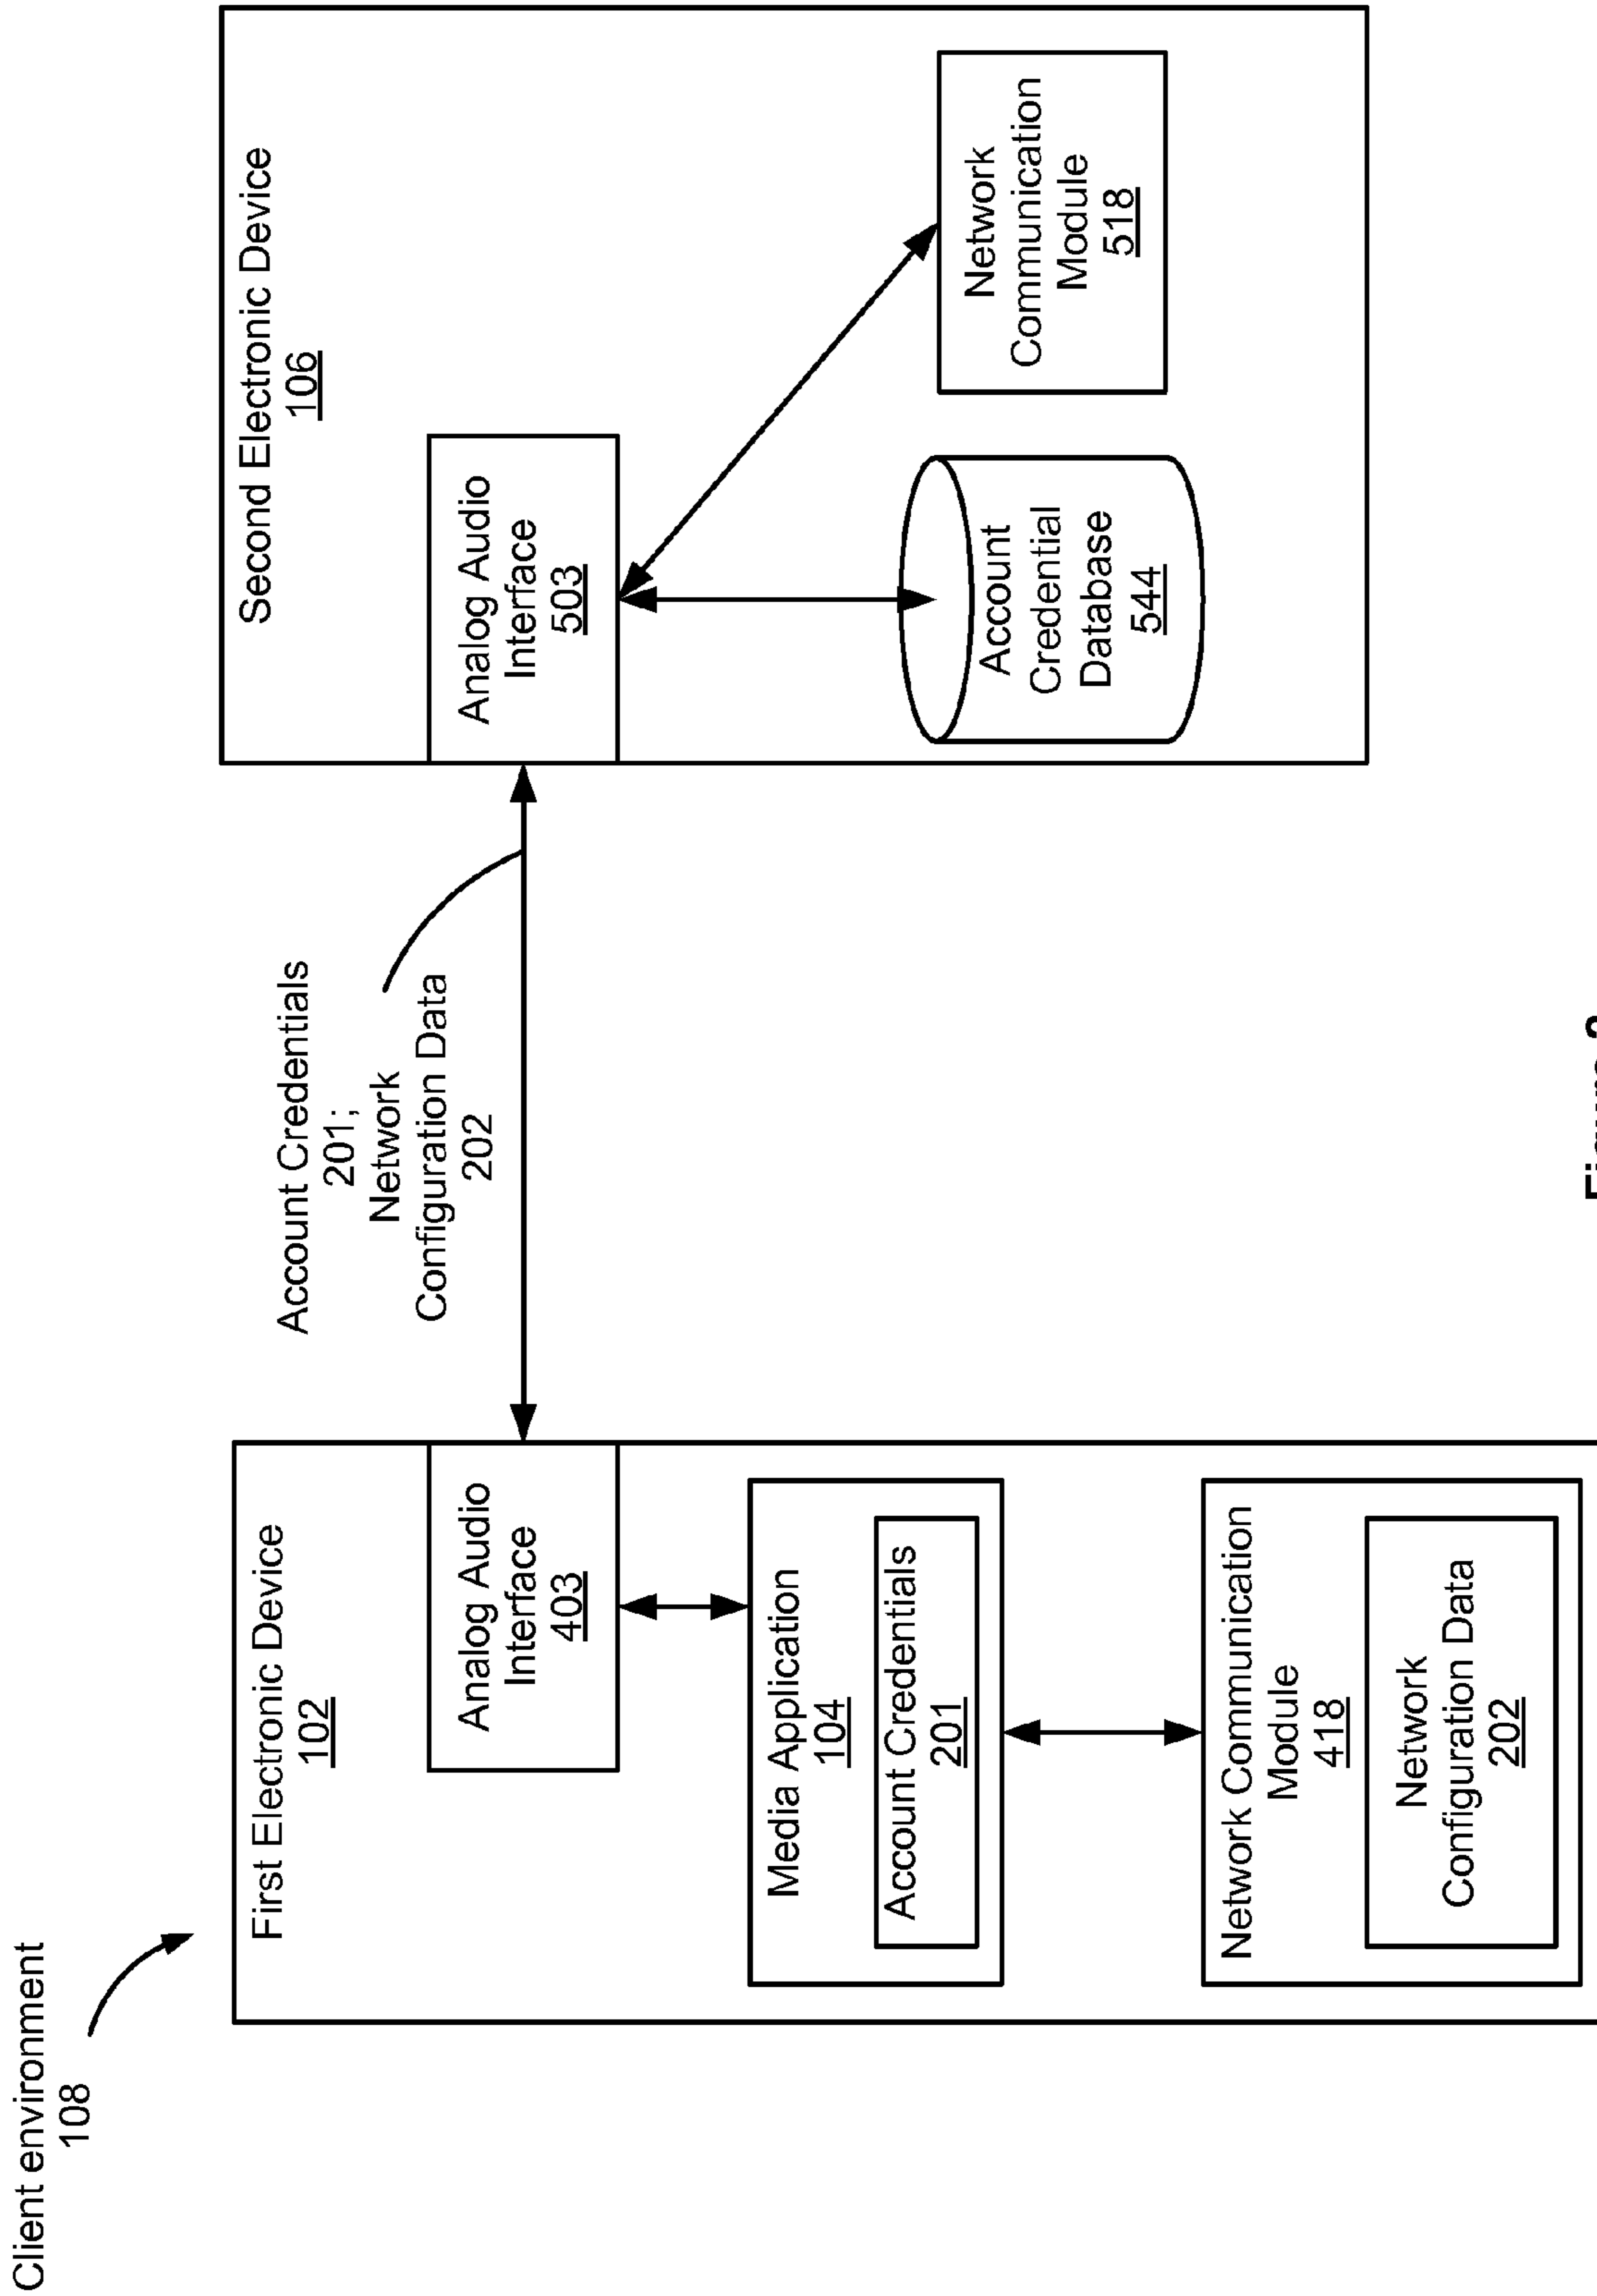 Client environment
108
First Electronic Device
102
Analog Audio
Interface
403
Media Application
104
Account Credentials
201
Network Communication
Module
418
Network
Configuration Data
202
Account Credentials
201;
Network
Configuration Data
202
Second Electronic Device
106
Analog Audio
Interface
503
Account
Credential
Database
544
Network
Communication
Module
518